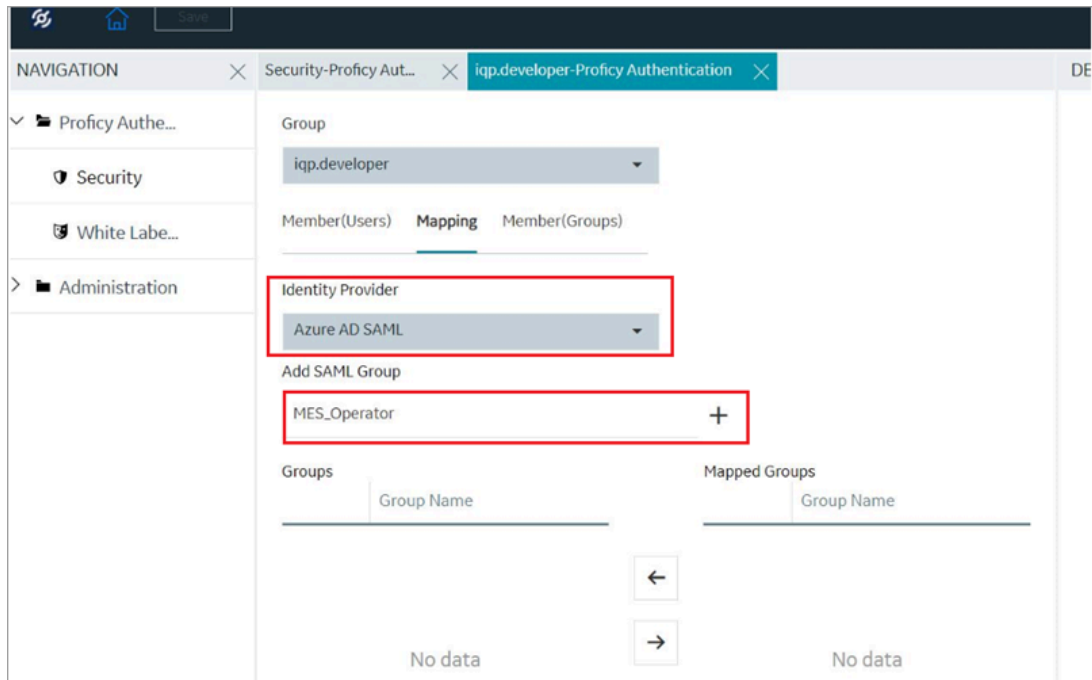 Save
NAVIGATION
Security-Proficy Aut...
iqp.developer-Proficy Authentication
DE
Proficy Authe...
Security
White Labe...
Administration
Group
iqp.developer
Member(Users) Mapping Member(Groups)
Identity Provider
Azure AD SAML
Add SAML Group
MES_Operator
Groups
Mapped Groups
Group Name
Group Name
No data
No data